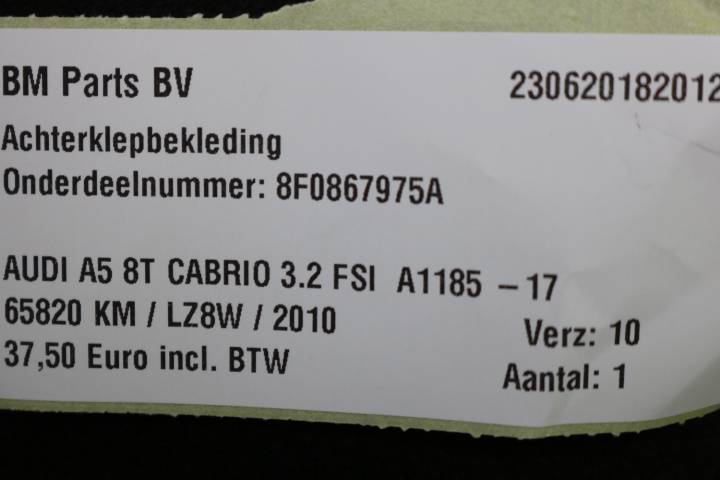 BM Parts BV 230620182012
Achterklepbekleding
Onderdeelnummer: 8F0867975A
AUDI A5 8T CABRIO 3.2 FSI A1185 – 17
65820 KM / LZ8W / 2010 Verz: 10
37,50 Euro incl. BTW Aantal: 1